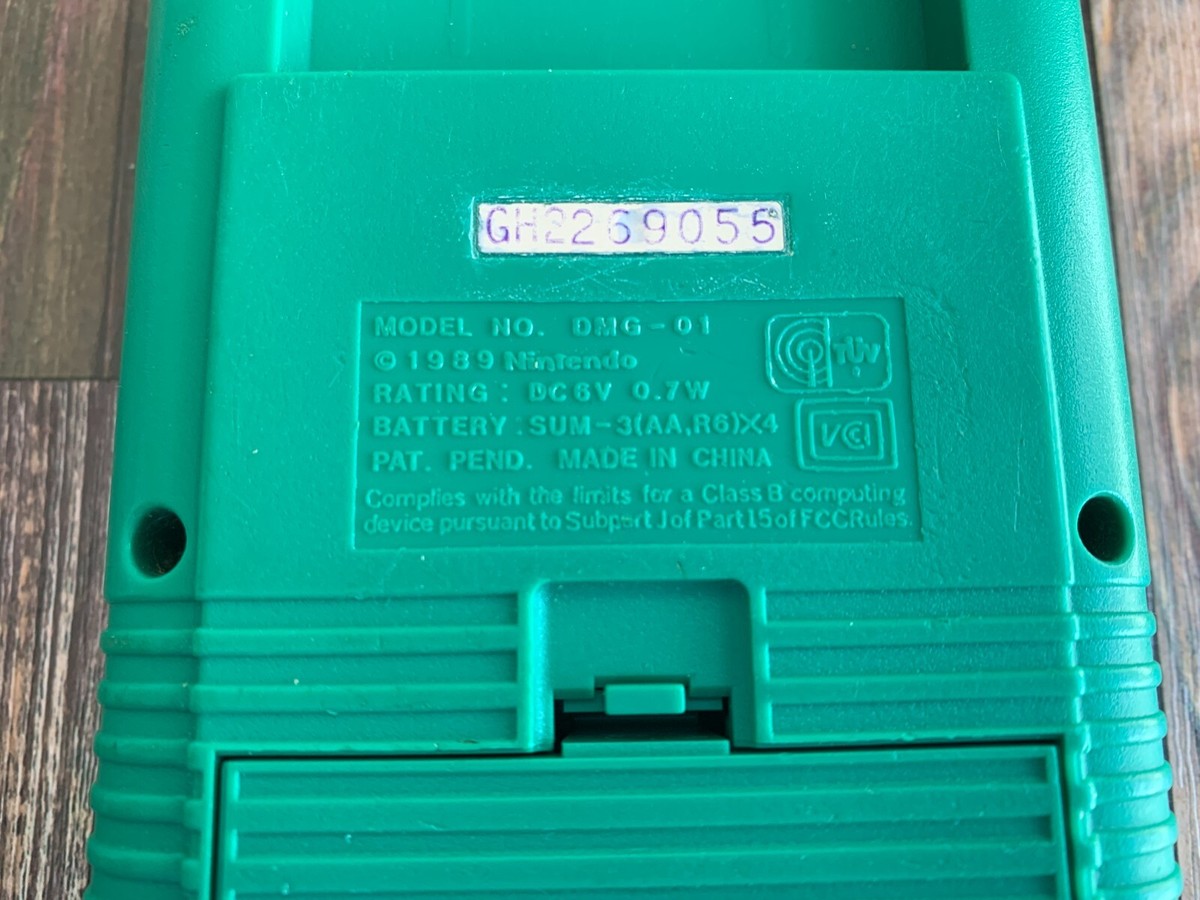 GH2269055
MODEL NO. DMG-01
TÜV
©1989 Nintendo
RATING: DC6V 0.7W
BATTERY:SUM-3(AA,R6)X4
VCCI
PAT. PEND. MADE IN CHINA
Complies with the limits for a Class B computing
device pursuant to Subpart J of Part 15 of FCC Rules.